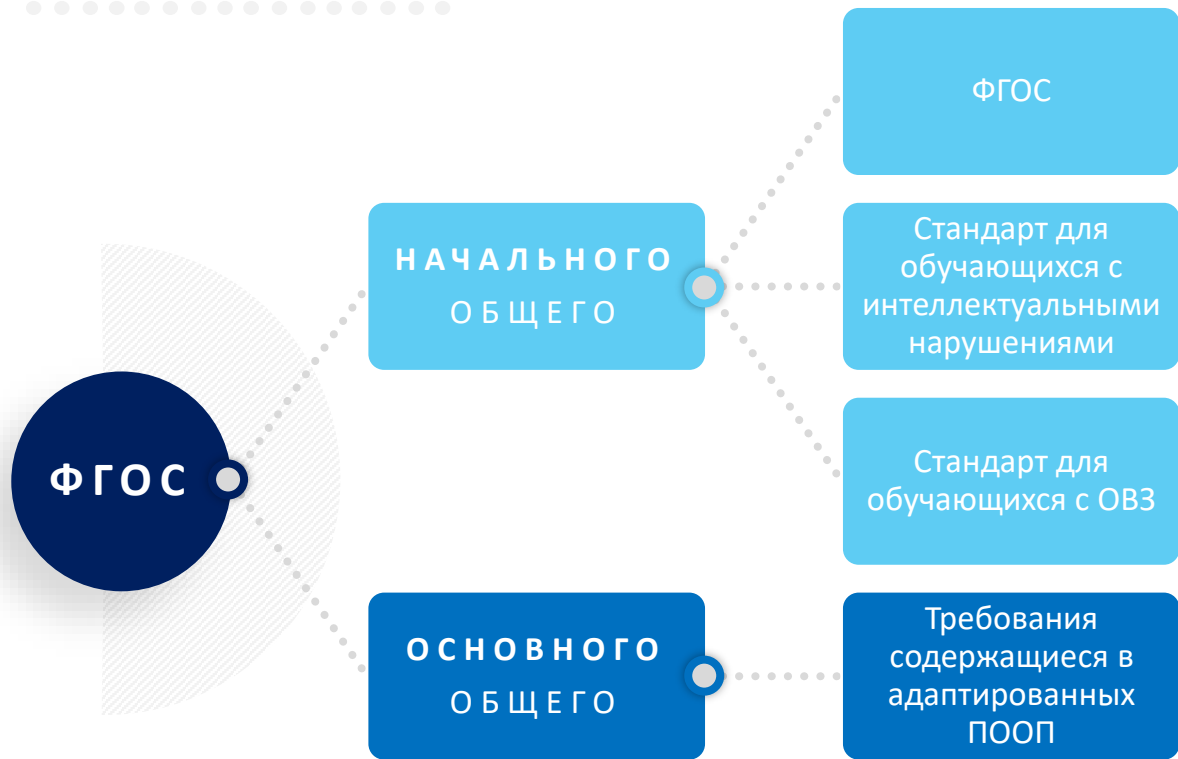 ФГОС
НАЧАЛЬНОГО
ОБЩЕГО
ФГОС
Стандарт для
обучающихся с
интеллектуальными
нарушениями
Стандарт для
обучающихся с ОВЗ
ОСНОВНОГО
ОБЩЕГО
Требования
содержащиеся в
адаптированных
ПООП